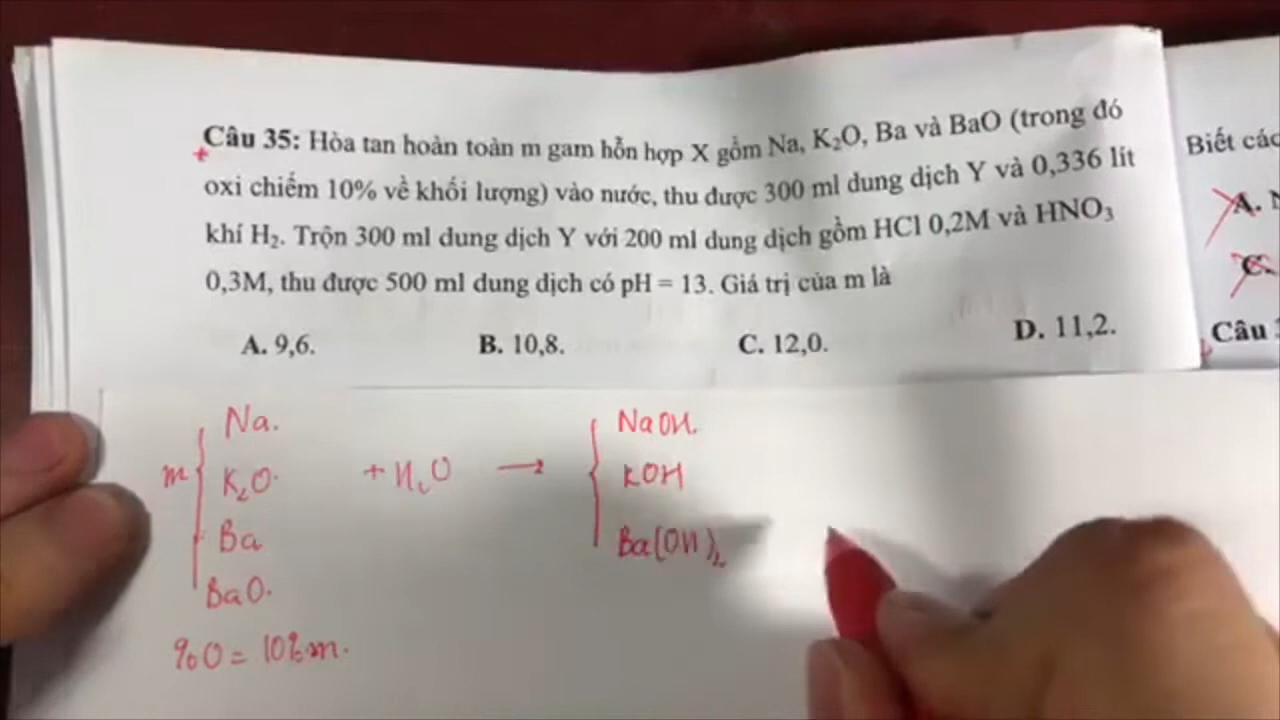 Câu 35: Hòa tan hoàn toàn m gam hỗn hợp X gồm Na, K₂O, Ba và BaO (trong đó
oxi chiếm 10% về khối lượng) vào nước, thu được 300 ml dung dịch Y và 0,336 lít
khí H₂. Trộn 300 ml dung dịch Y với 200 ml dung dịch gồm HCl 0,2M và HNO₃
0,3M, thu được 500 ml dung dịch có pH = 13. Giá trị của m là
A. 9,6. B. 10,8. C. 12,0. D. 11,2.
Biết các
A.
C.
Câu
m { Na.
K₂O.
Ba
BaO.
+ H₂O →
{ NaOH.
KOH
Ba(OH)₂
%O = 10%m.